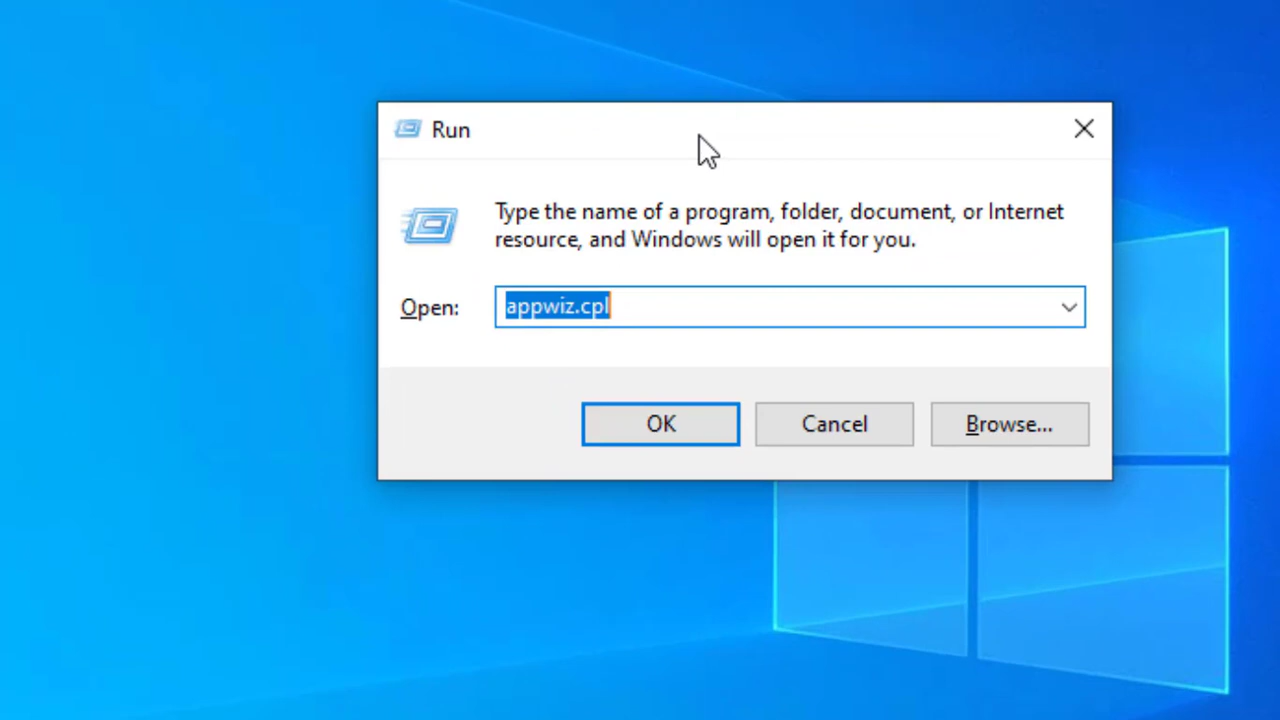 Run
Type the name of a program, folder, document, or Internet
resource, and Windows will open it for you.
Open: appwiz.cpl
OK Cancel Browse...